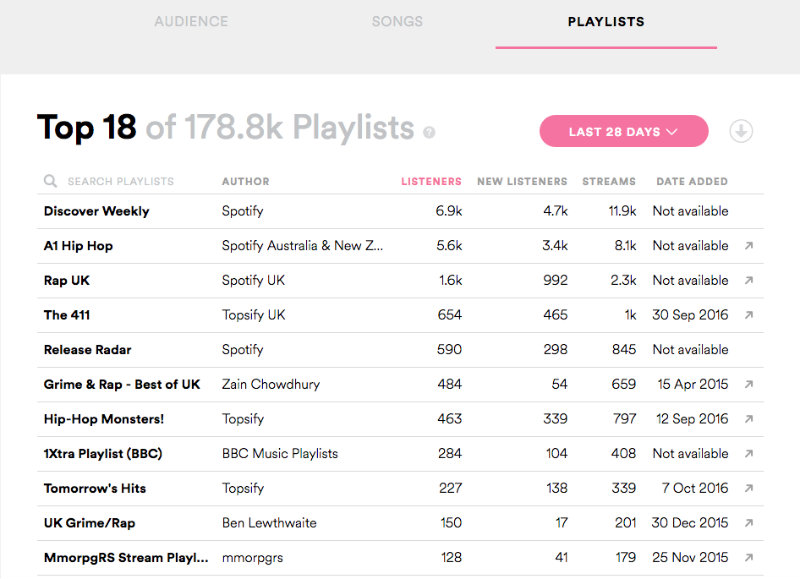 AUDIENCE SONGS PLAYLISTS
Top 18 of 178.8k Playlists ?
LAST 28 DAYS
SEARCH PLAYLISTS AUTHOR LISTENERS NEW LISTENERS STREAMS DATE ADDED
Discover Weekly Spotify 6.9k 4.7k 11.9k Not available
A1 Hip Hop Spotify Australia & New Z... 5.6k 3.4k 8.1k Not available
Rap UK Spotify UK 1.6k 992 2.3k Not available
The 411 Topsify UK 654 465 1k 30 Sep 2016
Release Radar Spotify 590 298 845 Not available
Grime & Rap - Best of UK Zain Chowdhury 484 54 659 15 Apr 2015
Hip-Hop Monsters! Topsify 463 339 797 12 Sep 2016
1Xtra Playlist (BBC) BBC Music Playlists 284 104 408 Not available
Tomorrow's Hits Topsify 227 138 339 7 Oct 2016
UK Grime/Rap Ben Lewthwaite 150 17 201 30 Dec 2015
MmorpgRS Stream Playl... mmorpgrs 128 41 179 25 Nov 2015